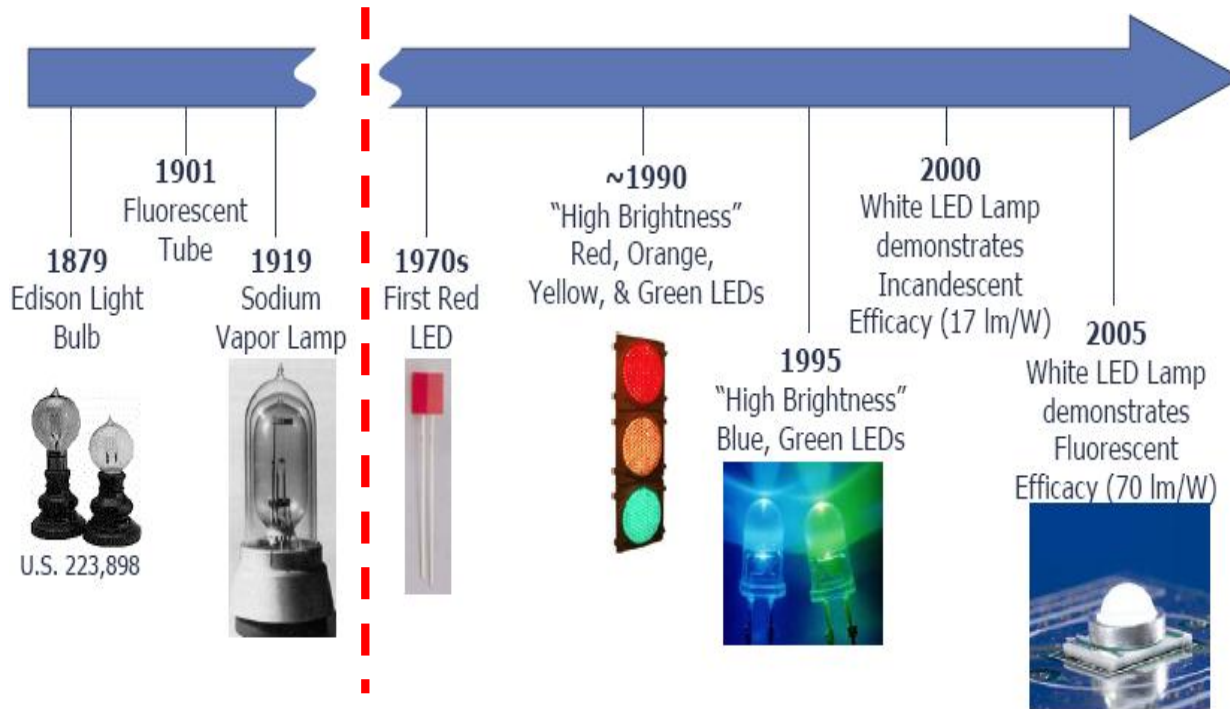 1879
Edison Light
Bulb
U.S. 223,898
1901
Fluorescent
Tube
1919
Sodium
Vapor Lamp
1970s
First Red
LED
~1990
“High Brightness”
Red, Orange,
Yellow, & Green LEDs
1995
“High Brightness”
Blue, Green LEDs
2000
White LED Lamp
demonstrates
Incandescent
Efficacy (17 lm/W)
2005
White LED Lamp
demonstrates
Fluorescent
Efficacy (70 lm/W)